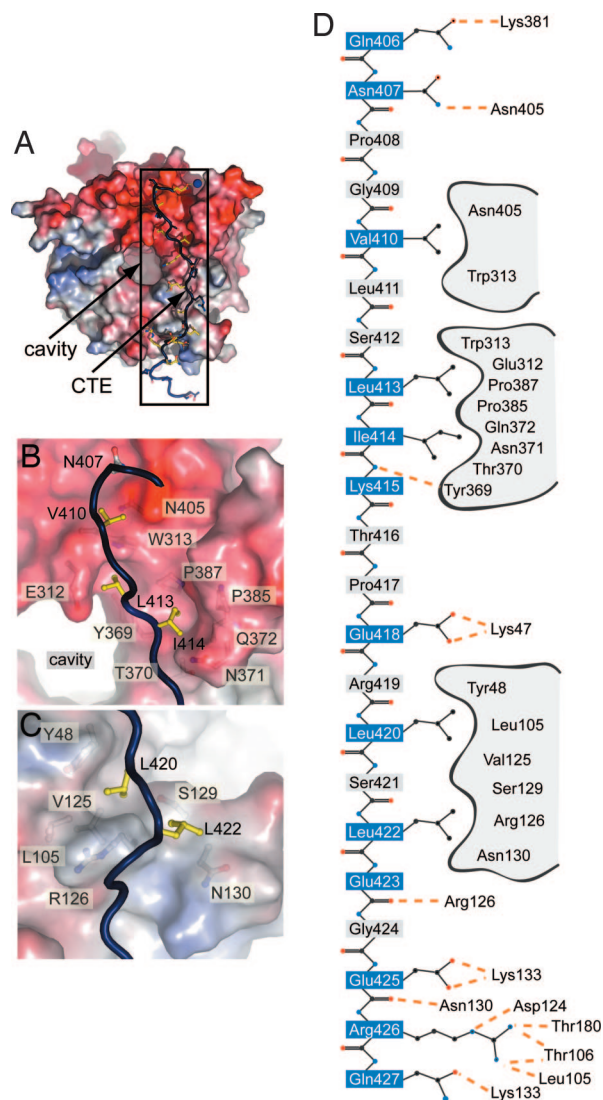 A
cavity
CTE
B
N407
N405
V410
W313
P387
E312
L413
P385
Y369
I414
Q372
cavity
T370
N371
C
Y48
L420
V125
S129
L422
L105
R126
N130
D
Gln406
Lys381
Asn407
Asn405
Pro408
Gly409
Asn405
Val410
Trp313
Leu411
Ser412
Trp313
Glu312
Leu413
Pro387
Pro385
Gln372
Ile414
Asn371
Thr370
Lys415
Tyr369
Thr416
Pro417
Glu418
Lys47
Arg419
Tyr48
Leu420
Leu105
Val125
Ser421
Ser129
Leu422
Arg126
Asn130
Glu423
Arg126
Gly424
Glu425
Lys133
Asn130
Asp124
Arg426
Thr180
Thr106
Leu105
Gln427
Lys133